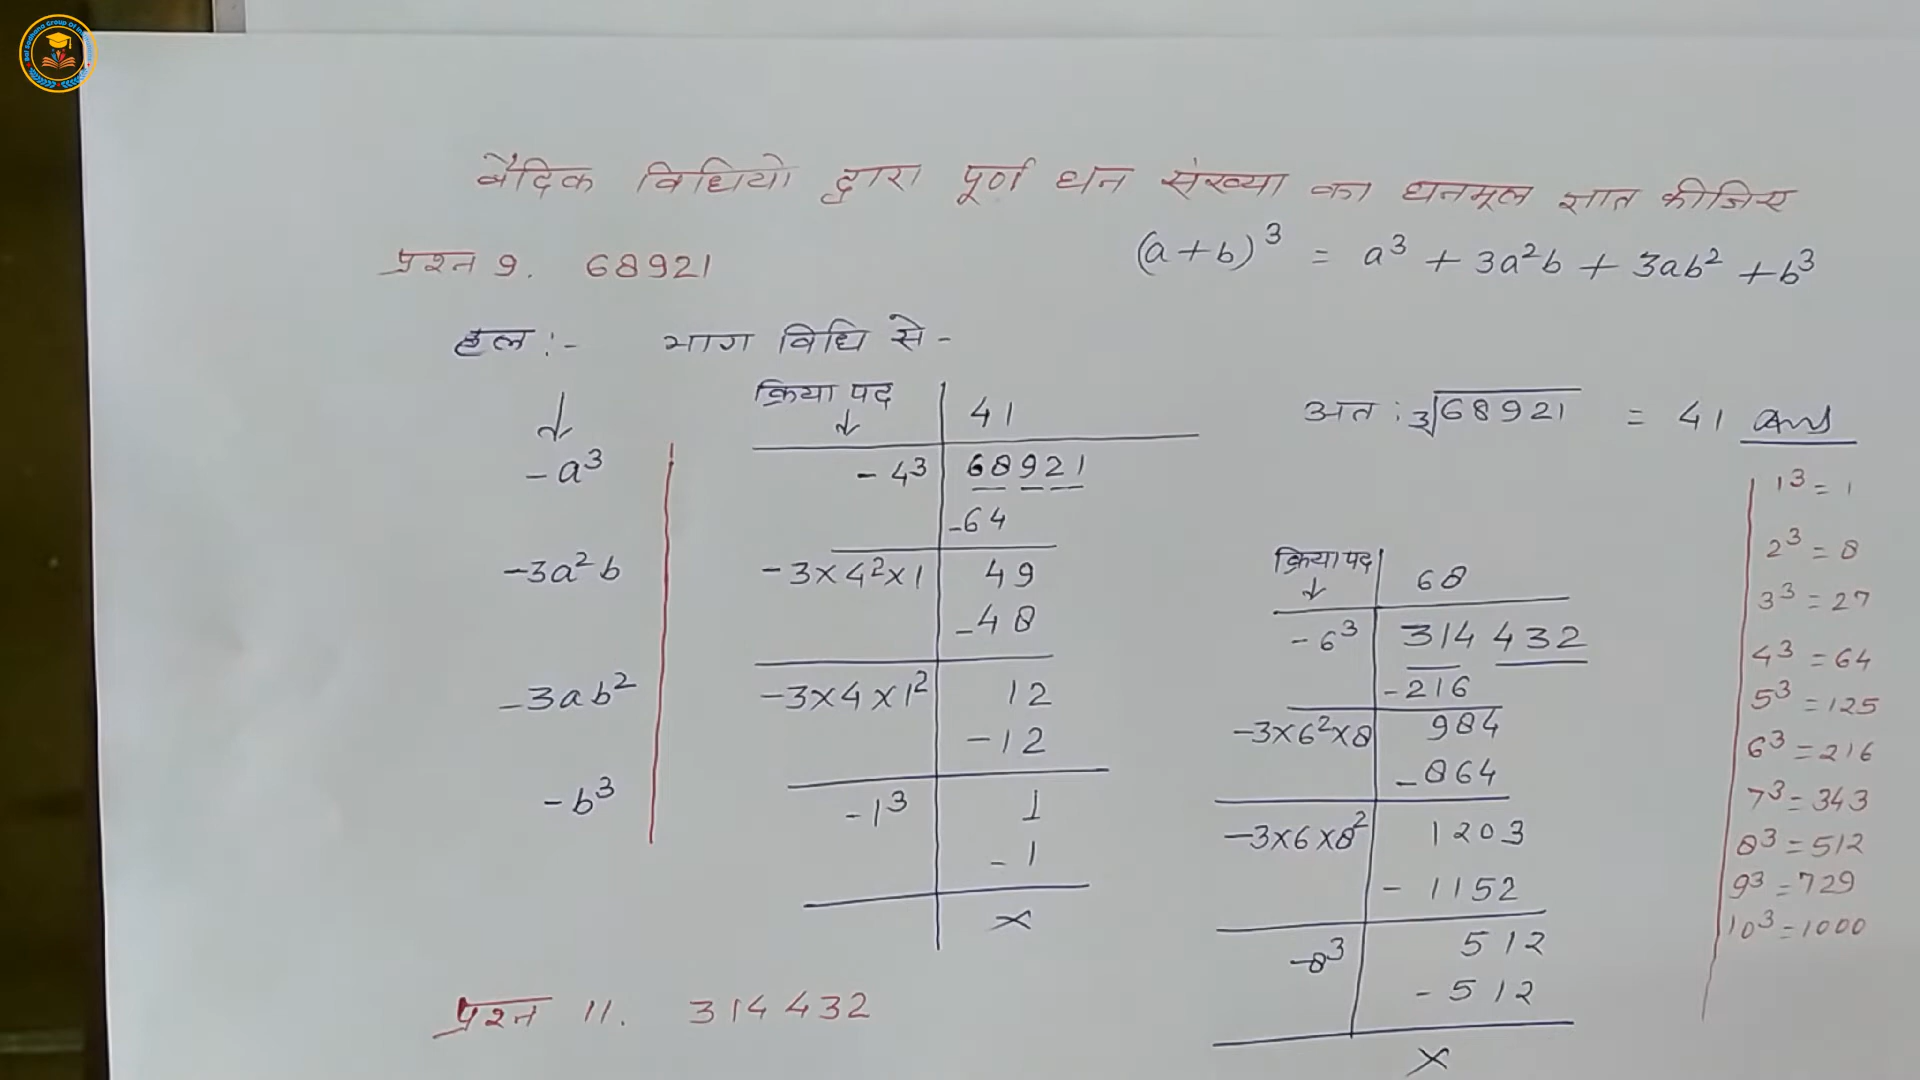 वैदिक विधियो द्वारा पूर्ण घन संख्या का घनमूल ज्ञात कीजिए
प्रश्न 9. 68921
(a+b)³ = a³ + 3a²b + 3ab² + b³
हल :- भाग विधि से -
↓
-a³
-3a²b
-3ab²
-b³
क्रिया पद ↓ | 41
-4³ | 68921
-64
-3×4²×1 | 49
-48
-3×4×1² | 12
-12
-1³ | 1
-1
×
अतः ∛68921 = 41 Ans
क्रिया पद ↓ | 68
-6³ | 314 432
-216
-3×6²×8 | 984
-864
-3×6×8² | 1203
-1152
-8³ | 512
-512
×
1³ = 1
2³ = 8
3³ = 27
4³ = 64
5³ = 125
6³ = 216
7³ = 343
8³ = 512
9³ = 729
10³ = 1000
प्रश्न 11. 314432